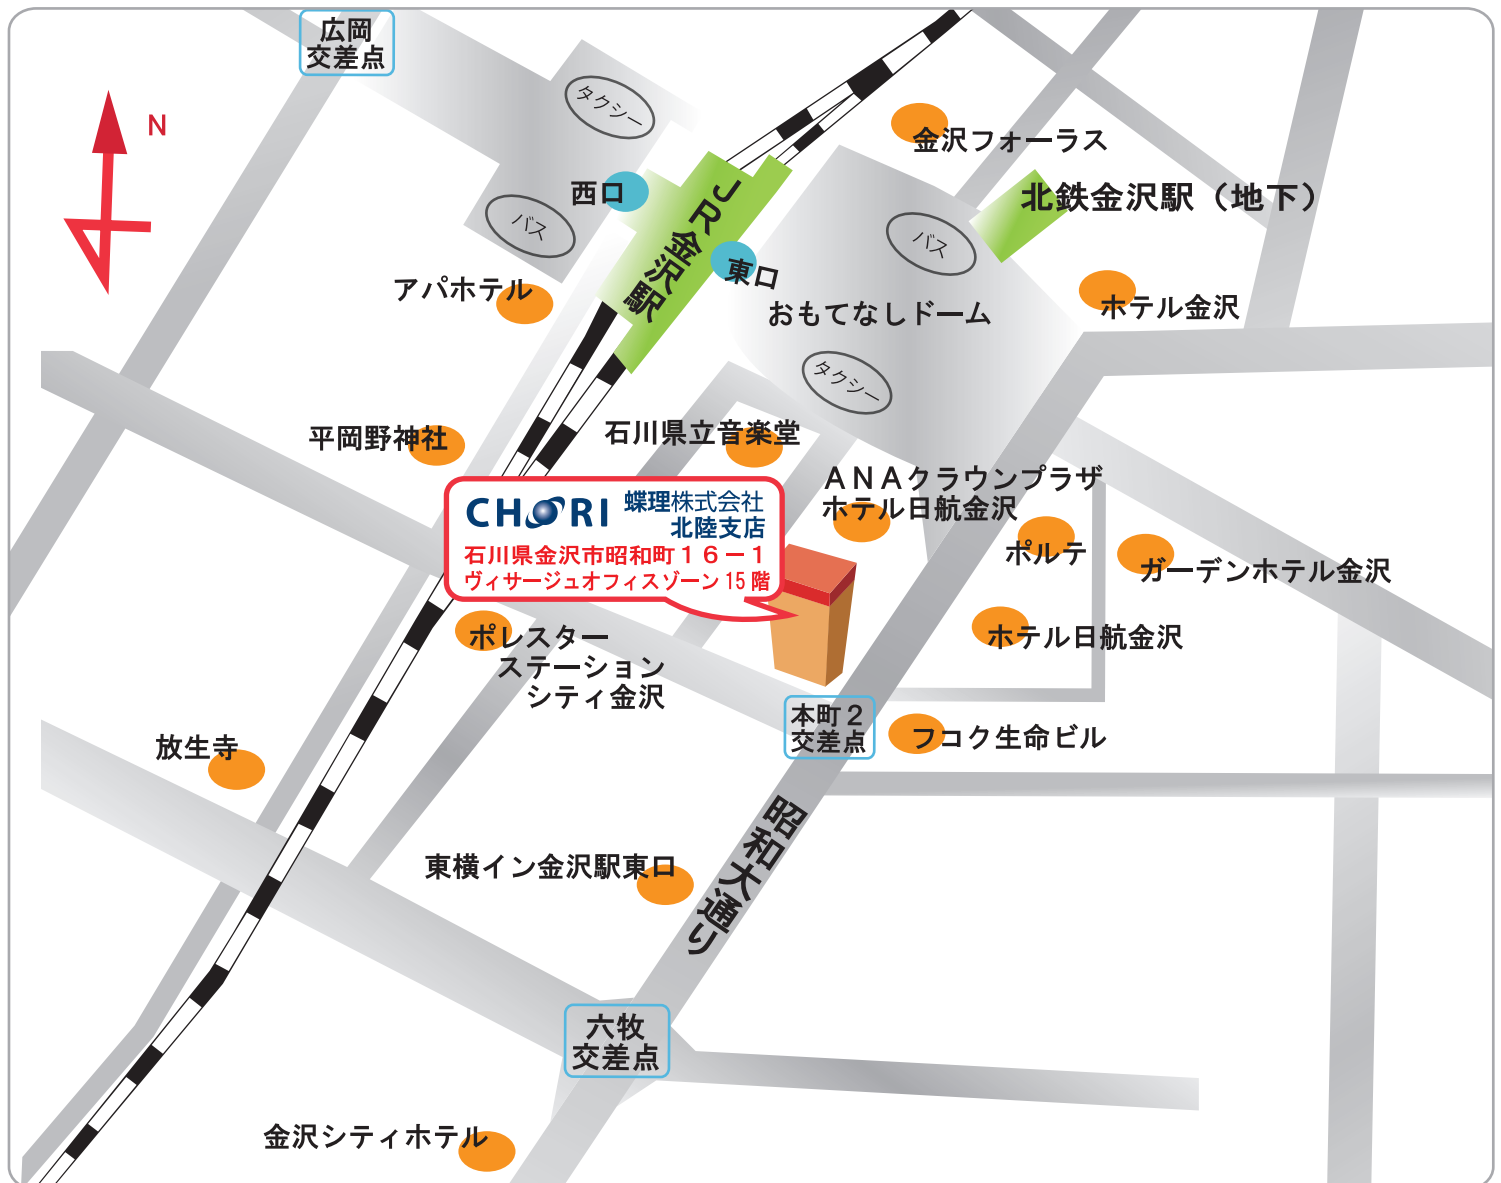 広岡
交差点
タクシー
N
金沢フォーラス
西口
JR金沢駅
北鉄金沢駅（地下）
バス
バス
東口
アパホテル
ホテル金沢
おもてなしドーム
タクシー
平岡野神社
石川県立音楽堂
ANAクラウンプラザ
ホテル日航金沢
CHORI 蝶理株式会社
北陸支店
石川県金沢市昭和町16－1
ヴィサージュオフィスゾーン 15 階
ポルテ
ガーデンホテル金沢
ポレスター
ステーション
シティ金沢
ホテル日航金沢
本町2
交差点
フコク生命ビル
放生寺
昭和大通り
東横イン金沢駅東口
六牧
交差点
金沢シティホテル